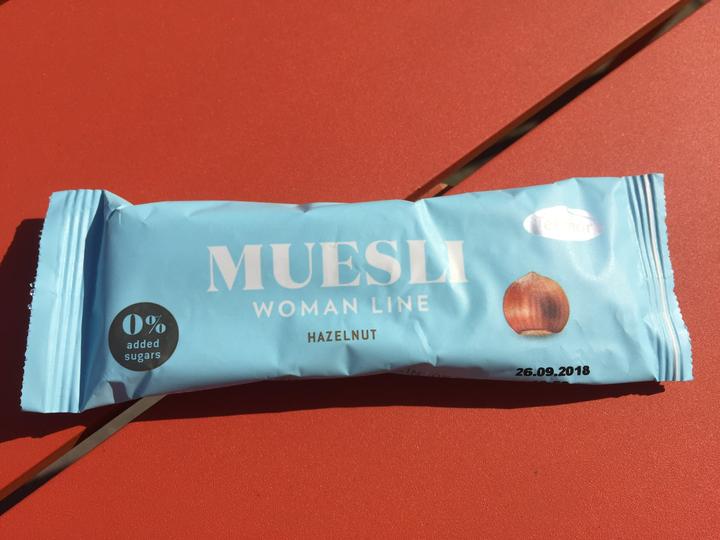 MUESLI
WOMAN LINE
HAZELNUT
0%
added
sugars
26.09.2018